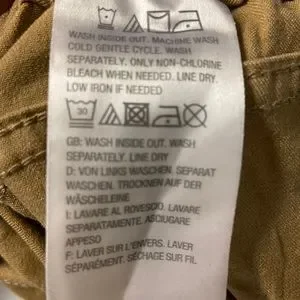 WASH INSIDE OUT. MACHINE WASH
COLD GENTLE CYCLE. WASH
SEPARATELY. ONLY NON-CHLORINE
BLEACH WHEN NEEDED. LINE DRY.
LOW IRON IF NEEDED
30
GB: WASH INSIDE OUT. WASH
SEPARATELY. LINE DRY
D: VON LINKS WASCHEN. SEPARAT
WASCHEN. TROCKNEN AUF DER
WÄSCHELEINE
I: LAVARE AL ROVESCIO. LAVARE
SEPARATAMENTE. ASCIUGARE
APPESO
F: LAVER SUR L'ENVERS. LAVER
SÉPARÉMENT. SÉCHAGE SUR FIL